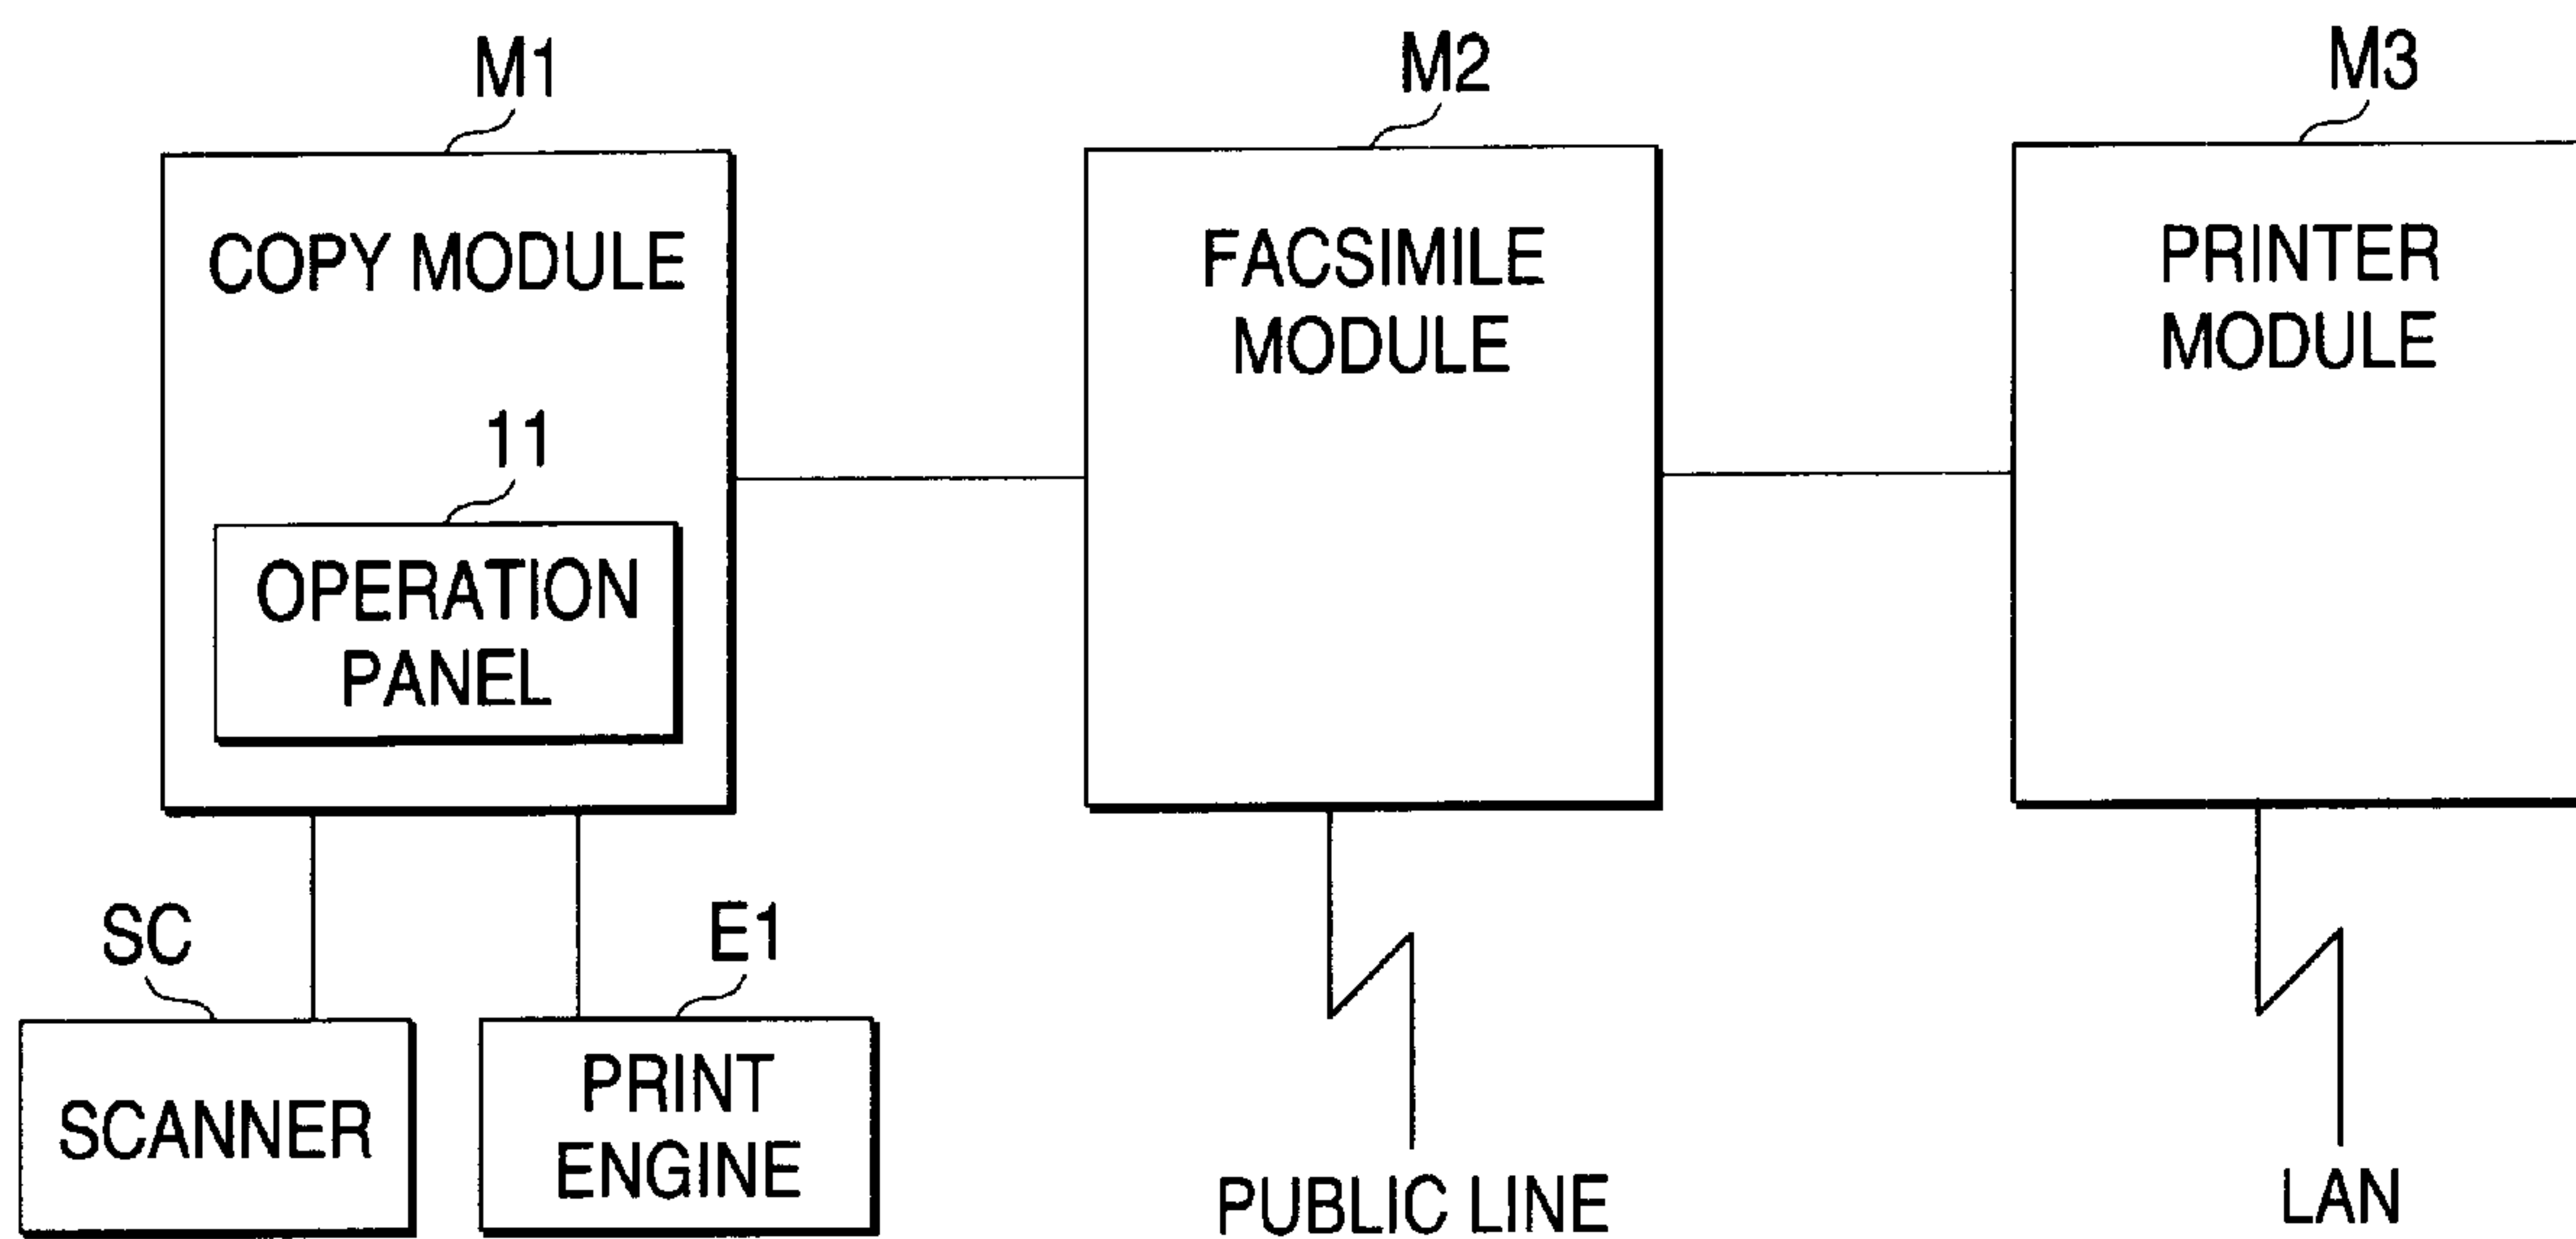 M1
M2
M3
COPY MODULE
FACSIMILE
MODULE
PRINTER
MODULE
11
OPERATION
PANEL
SC
E1
SCANNER
PRINT
ENGINE
PUBLIC LINE
LAN